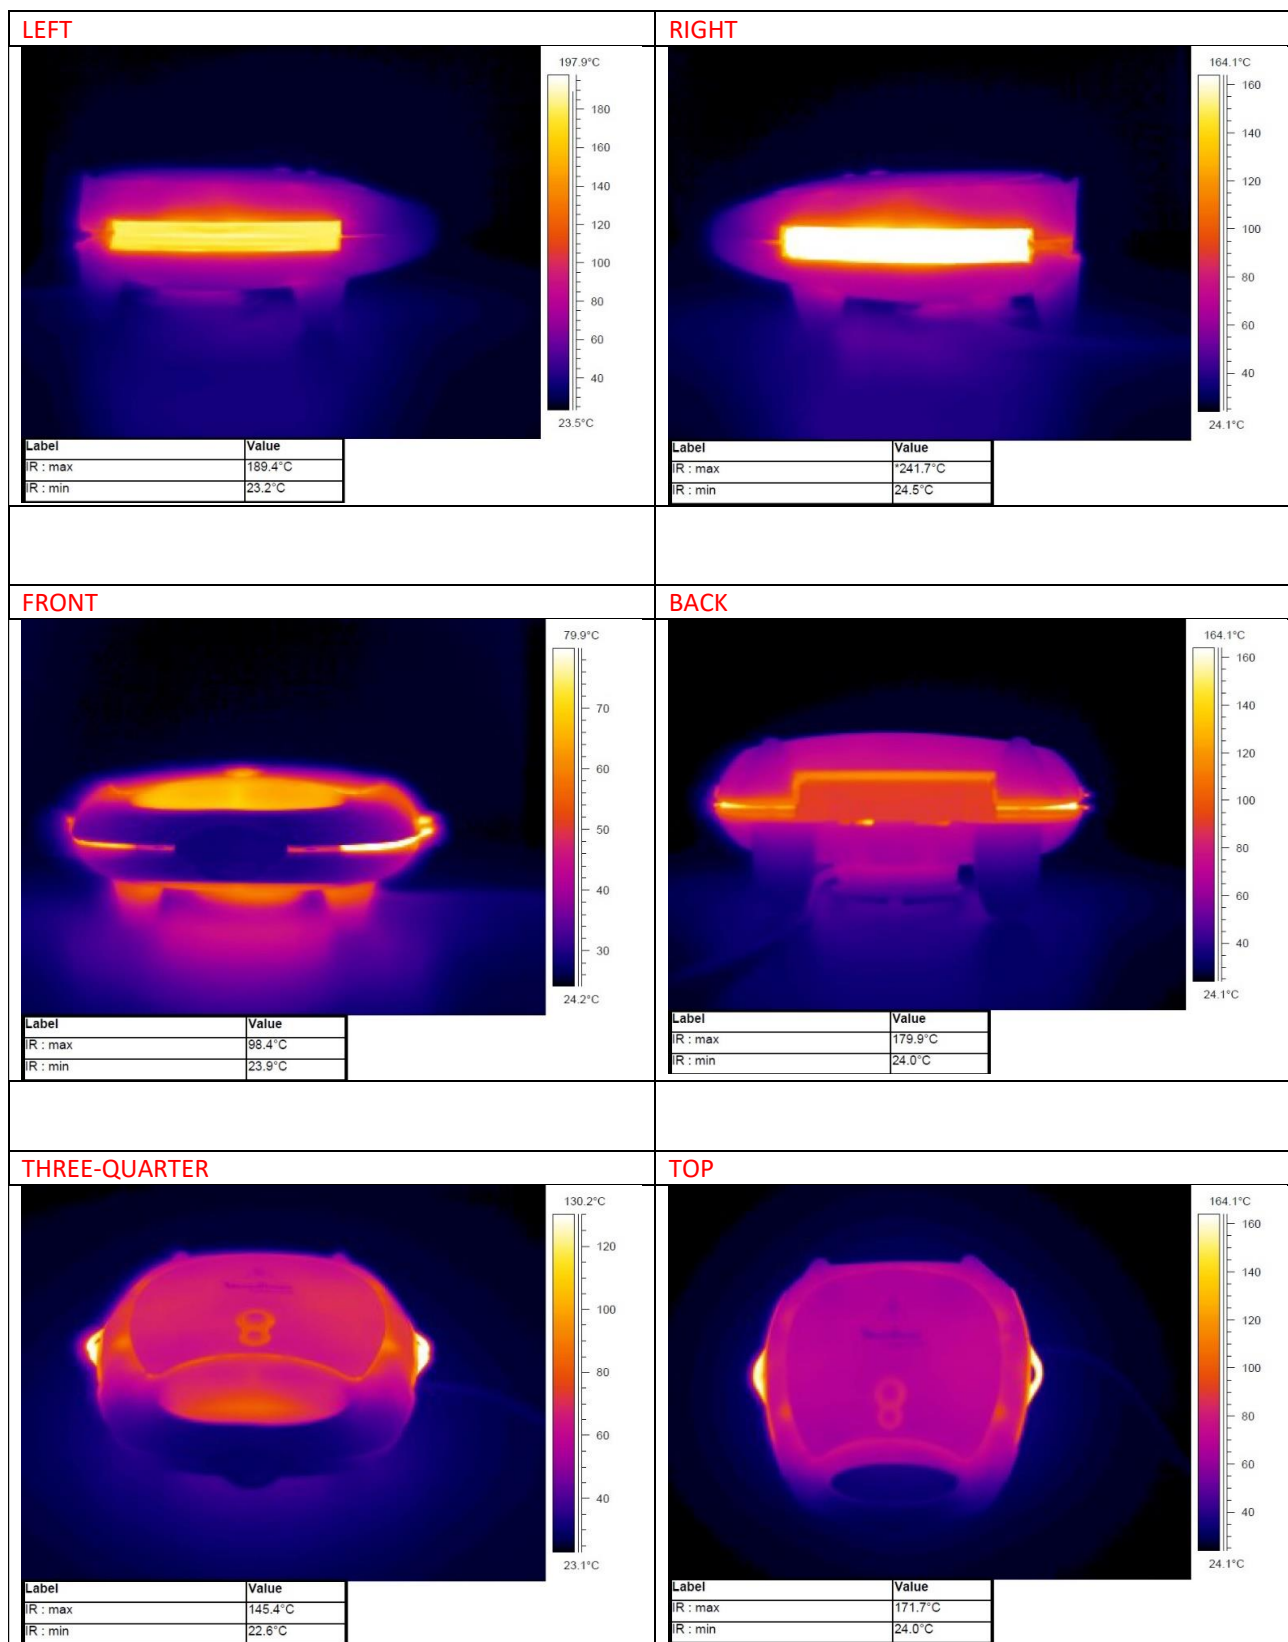 LEFT
RIGHT
197.9°C
180
160
140
120
100
80
60
40
23.5°C
164.1°C
160
140
120
100
80
60
40
24.1°C
Label Value
IR : max 189.4°C
IR : min 23.2°C
Label Value
IR : max *241.7°C
IR : min 24.5°C
FRONT
BACK
79.9°C
70
60
50
40
30
24.2°C
164.1°C
160
140
120
100
80
60
40
24.1°C
Label Value
IR : max 98.4°C
IR : min 23.9°C
Label Value
IR : max 179.9°C
IR : min 24.0°C
THREE-QUARTER
TOP
130.2°C
120
100
80
60
40
23.1°C
164.1°C
160
140
120
100
80
60
40
24.1°C
Label Value
IR : max 145.4°C
IR : min 22.6°C
Label Value
IR : max 171.7°C
IR : min 24.0°C